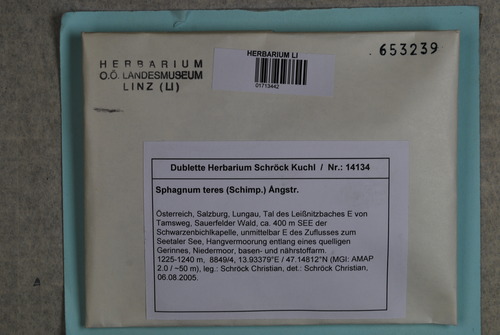 HERBARIUM
O.Ö. LANDESMUSEUM
LINZ (LI)
HERBARIUM LI
01713442
653239
Dublette Herbarium Schröck Kuchl / Nr.: 14134
Sphagnum teres (Schimp.) Ångstr.
Österreich, Salzburg, Lungau, Tal des Leißnitzbaches E von
Tamsweg, Sauerfelder Wald, ca. 400 m SEE der
Schwarzenbichlkapelle, unmittelbar E des Zuflusses zum
Seetaler See, Hangvermoorung entlang eines quelligen
Gerinnes, Niedermoor, basen- und nährstoffarm.
1225-1240 m, 8849/4, 13.93379°E / 47.14812°N (MGI: AMAP
2.0 / ~50 m), leg.: Schröck Christian, det.: Schröck Christian,
06.08.2005.